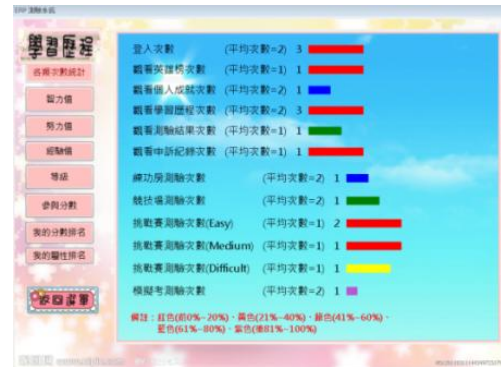 ERP 測驗系統
學習歷程
各項次數統計
智力值
努力值
經驗值
等級
參與分數
我的分數排名
我的屬性排名
返回選單
登入次數 (平均次數=2) 3
觀看英雄榜次數 (平均次數=1) 1
觀看個人成就次數 (平均次數=2) 1
觀看學習歷程次數 (平均次數=2) 3
觀看測驗結果次數 (平均次數=1) 1
觀看申訴紀錄次數 (平均次數=1) 1
練功房測驗次數 (平均次數=2) 1
競技場測驗次數 (平均次數=2) 1
挑戰賽測驗次數(Easy) (平均次數=1) 2
挑戰賽測驗次數(Medium) (平均次數=1) 1
挑戰賽測驗次數(Difficult) (平均次數=1) 1
模擬考測驗次數 (平均次數=2) 1
備註：紅色(前0%~20%)、黃色(21%~40%)、綠色(41%~60%)、
藍色(61%~80%)、紫色(後81%~100%)